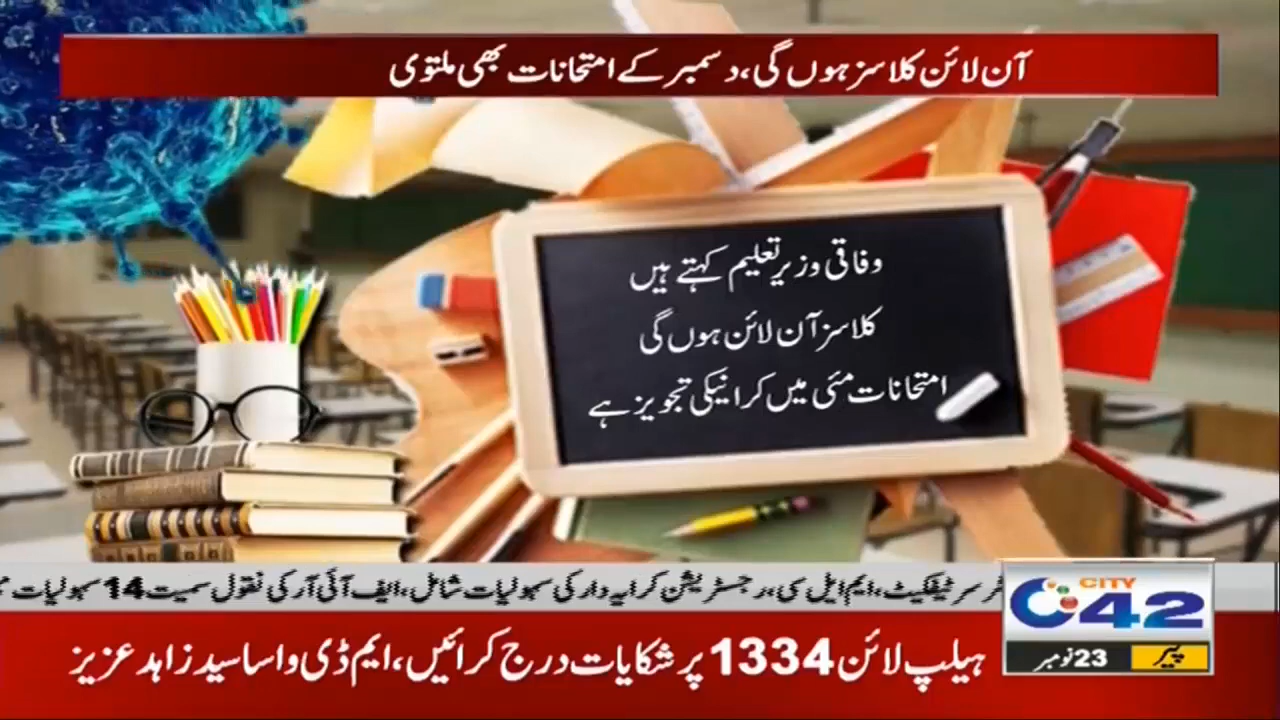 آن لائن کلاسز ہوں گی، دسمبر کے امتحانات بھی ملتوی
وفاقی وزیر تعلیم کہتے ہیں
کلاسز آن لائن ہوں گی
امتحانات مئی میں کرانیکی تجویز ہے
سرٹیفکیٹ، ایم ایل سی، رجسٹریشن کرایہ دار کی سہولیات شامل، ایف آئی آر کی نقول سمیت 14 سہولیات
CITY
42
ہیلپ لائن 1334 پر شکایات درج کرائیں، ایم ڈی واسا سید زاہد عزیز
پیر
23 نومبر